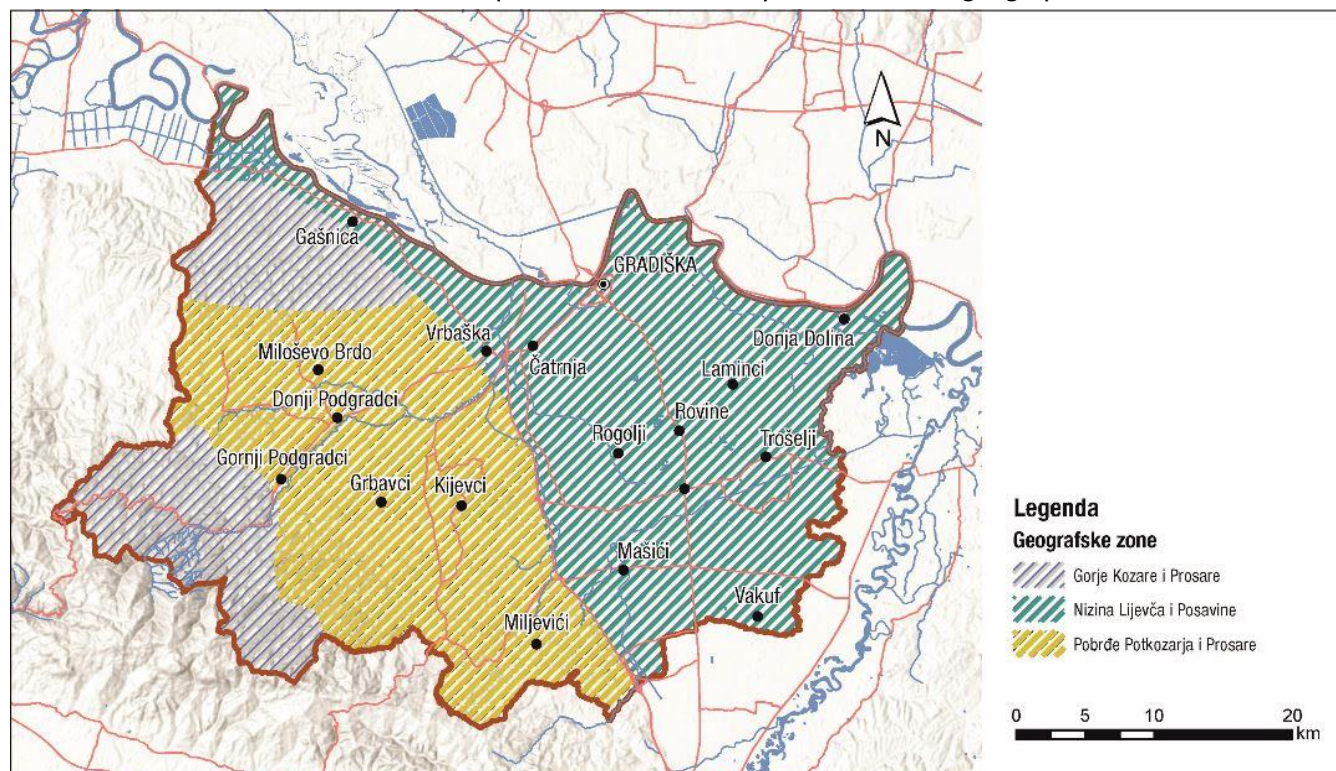 N
Gašnica
GRADIŠKA
Vrbaška
Čatrnja
Donja Dolina
Miloševo Brdo
Laminci
Donji Podgradci
Rovine
Rogolji
Trošelji
Gornji Podgradci
Grbavci
Kijevci
Mašići
Vakuf
Miljevići
Legenda
Geografske zone
Gorje Kozare i Prosare
Nizina Lijevča i Posavine
Pobrđe Potkozarja i Prosare
0 5 10 20
km